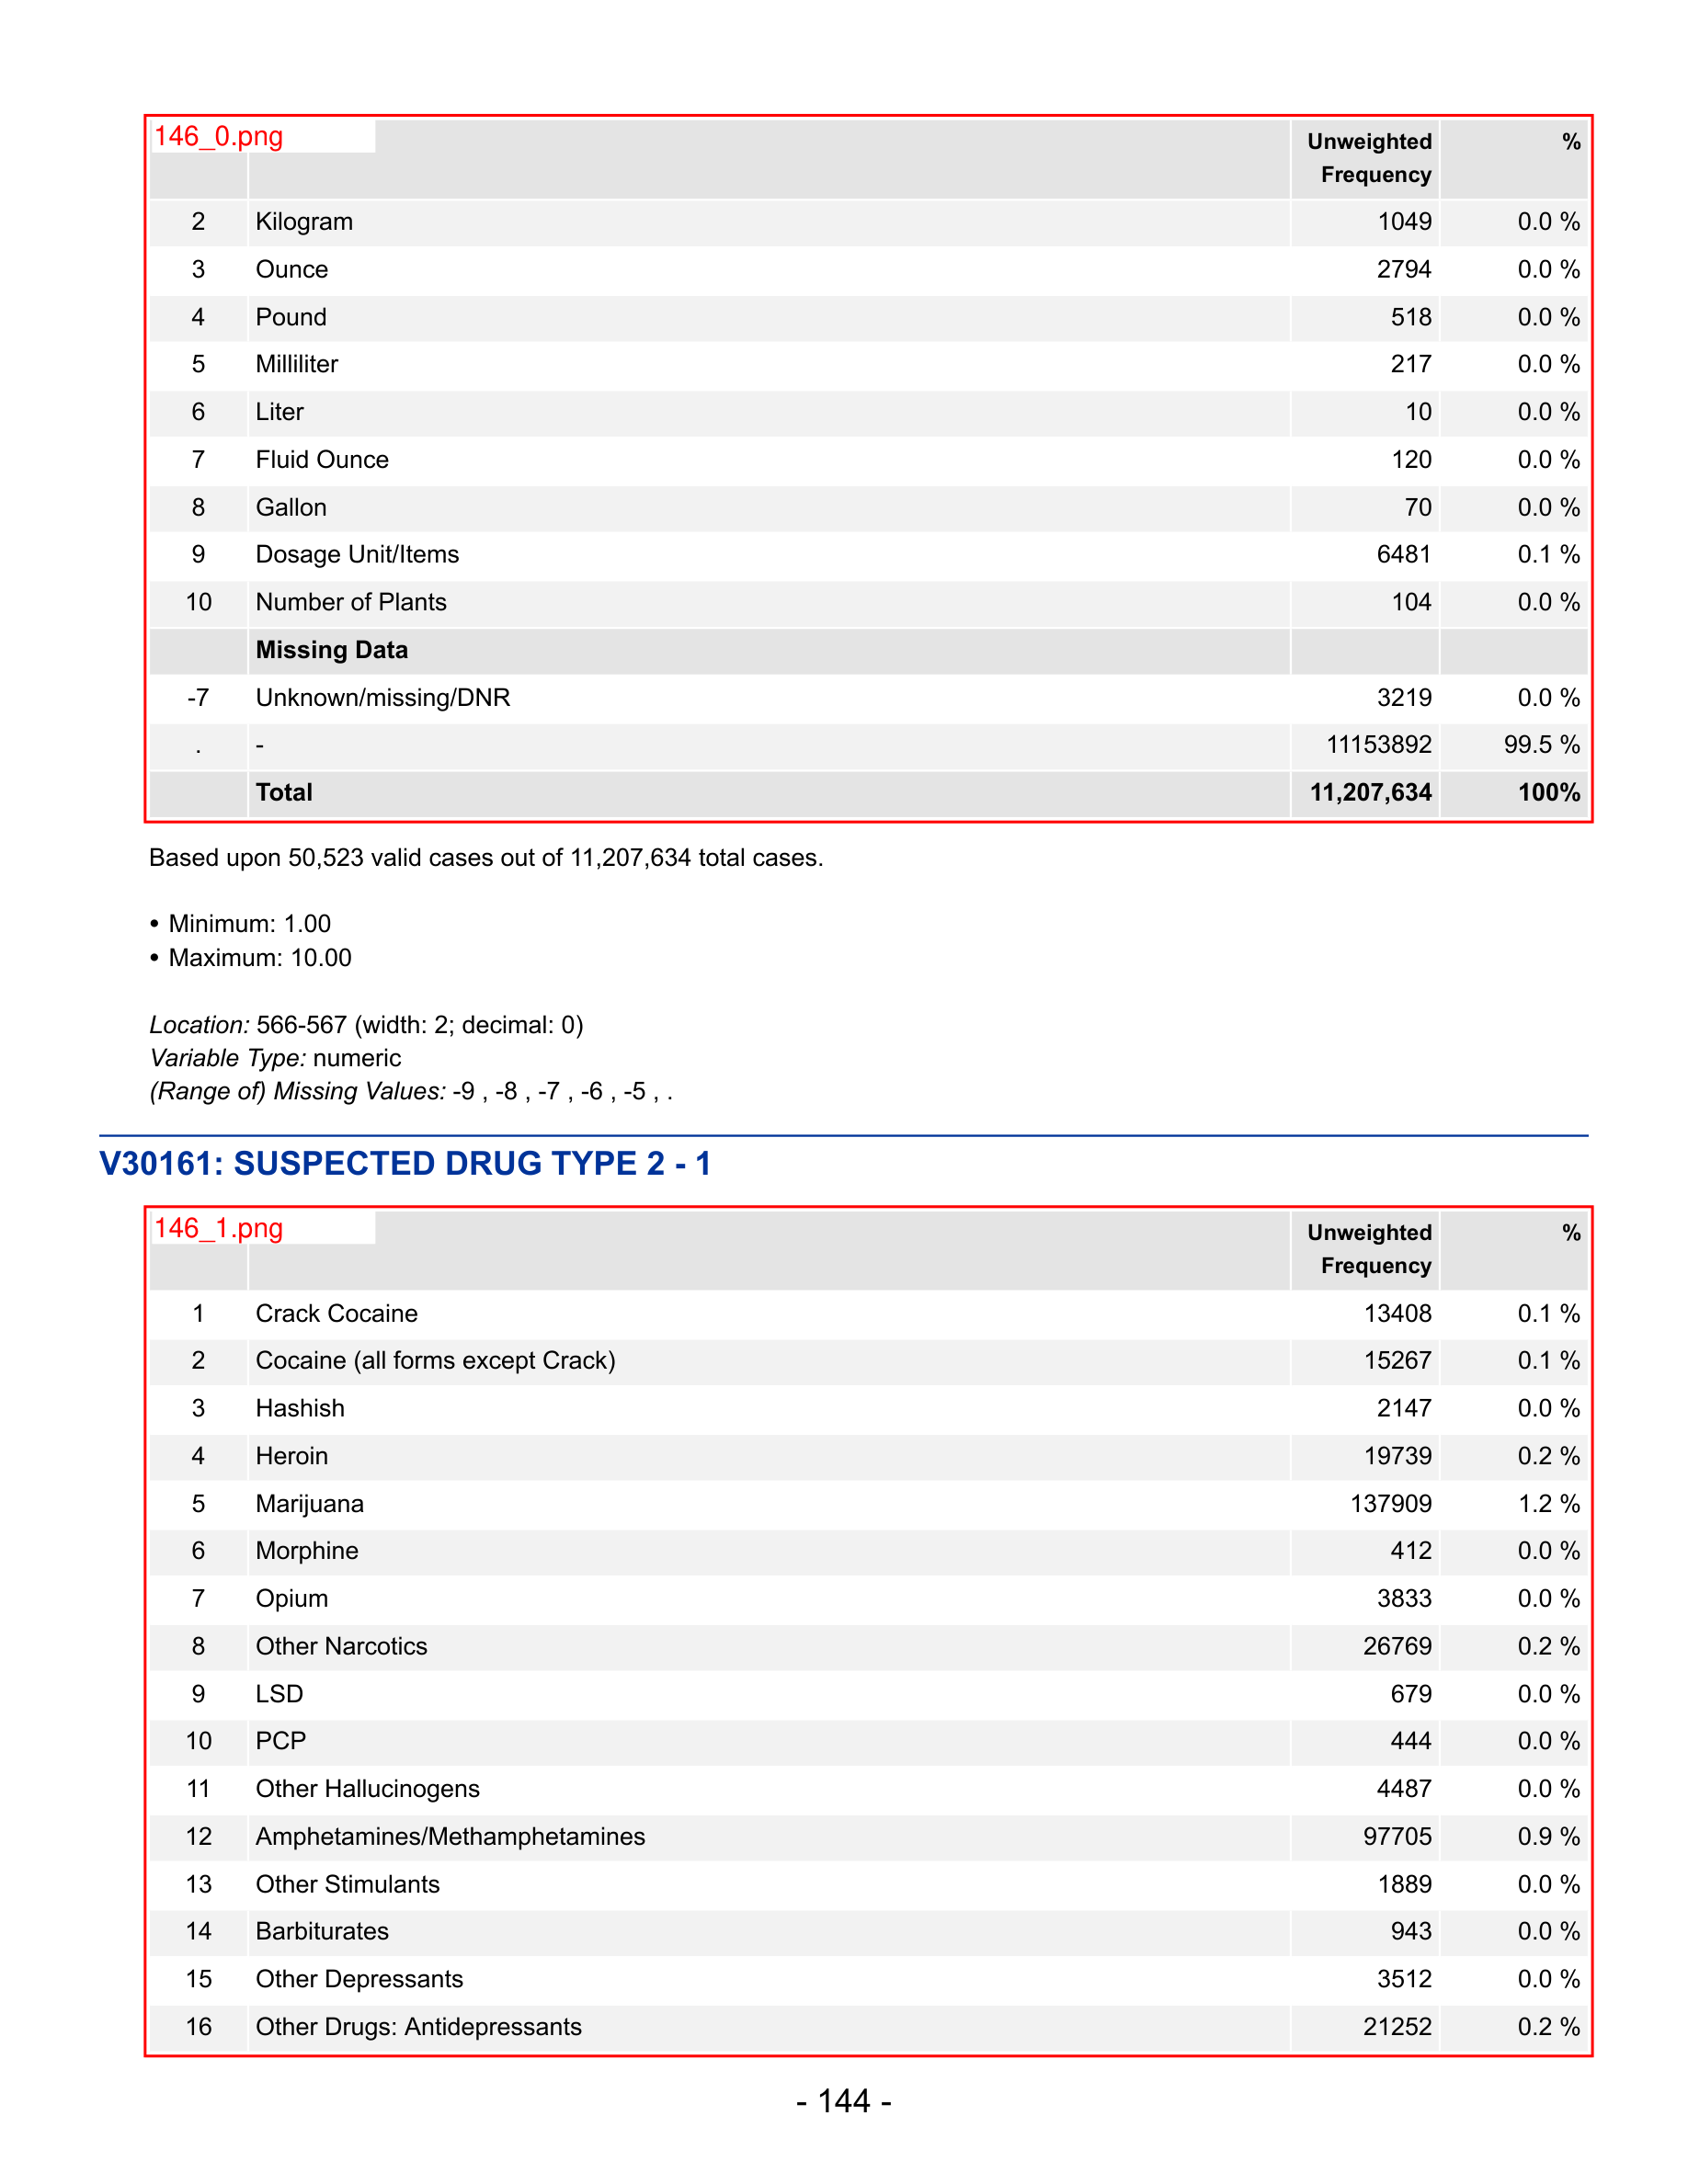 146_0.png
Unweighted Frequency %
2 Kilogram 1049 0.0 %
3 Ounce 2794 0.0 %
4 Pound 518 0.0 %
5 Milliliter 217 0.0 %
6 Liter 10 0.0 %
7 Fluid Ounce 120 0.0 %
8 Gallon 70 0.0 %
9 Dosage Unit/Items 6481 0.1 %
10 Number of Plants 104 0.0 %
Missing Data
-7 Unknown/missing/DNR 3219 0.0 %
. - 11153892 99.5 %
Total 11,207,634 100%
Based upon 50,523 valid cases out of 11,207,634 total cases.
• Minimum: 1.00
• Maximum: 10.00
Location: 566-567 (width: 2; decimal: 0)
Variable Type: numeric
(Range of) Missing Values: -9 , -8 , -7 , -6 , -5 , .
V30161: SUSPECTED DRUG TYPE 2 - 1
146_1.png
Unweighted Frequency %
1 Crack Cocaine 13408 0.1 %
2 Cocaine (all forms except Crack) 15267 0.1 %
3 Hashish 2147 0.0 %
4 Heroin 19739 0.2 %
5 Marijuana 137909 1.2 %
6 Morphine 412 0.0 %
7 Opium 3833 0.0 %
8 Other Narcotics 26769 0.2 %
9 LSD 679 0.0 %
10 PCP 444 0.0 %
11 Other Hallucinogens 4487 0.0 %
12 Amphetamines/Methamphetamines 97705 0.9 %
13 Other Stimulants 1889 0.0 %
14 Barbiturates 943 0.0 %
15 Other Depressants 3512 0.0 %
16 Other Drugs: Antidepressants 21252 0.2 %
- 144 -